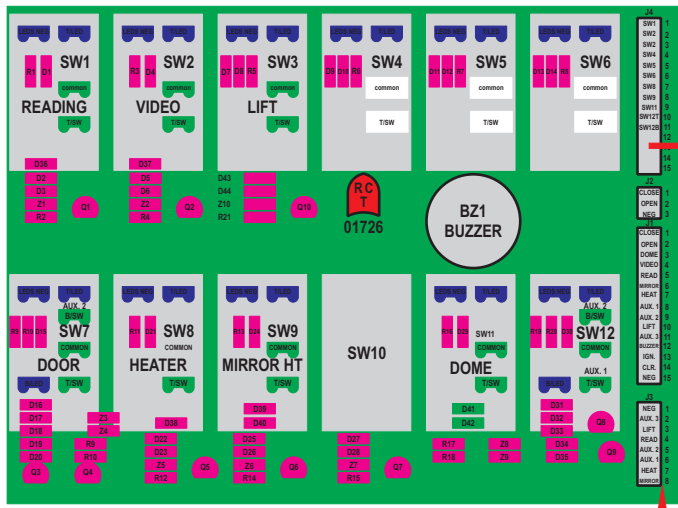 LEDS NEG T/LED
R1 D1 SW1
common
READING
T/SW
LEDS NEG T/LED
R3 D4 SW2
common
VIDEO
T/SW
LEDS NEG T/LED
D7 D8 R5 SW3
common
LIFT
T/SW
LEDS NEG T/LED
D9 D10 R6 SW4
common
T/SW
LEDS NEG T/LED
D11 D12 R7 SW5
common
T/SW
LEDS NEG T/LED
D13 D14 R8 SW6
common
T/SW
J4
SW1 1
SW2 2
SW2 3
SW4 4
SW5 5
SW6 6
SW8 7
SW9 8
SW11 9
SW12T 10
SW12B 11
12
14
15
D36
D2
D3
Z1
R2
Q1
D37
D5
D6
Z2
R4
Q2
D43
D44
Z10
R21
Q10
RC
T
01726
BZ1
BUZZER
J2
CLOSE 1
OPEN 2
NEG 3
J1
CLOSE 1
OPEN 2
DOME 3
VIDEO 4
READ 5
MIRROR 6
HEAT 7
AUX. 1 8
AUX. 2 9
LIFT 10
AUX. 3 11
BUZZER 12
IGN. 13
CLR. 14
NEG 15
LEDS NEG T/LED
AUX. 2
B/SW
SW7
COMMON
DOOR
B/LED T/SW
LEDS NEG T/LED
R11 D21 SW8
COMMON
HEATER
T/SW
LEDS NEG T/LED
R13 D24 SW9
COMMON
MIRROR HT
T/SW
SW10
LEDS NEG T/LED
R16 D29 SW11
COMMON
DOME
T/SW
LEDS NEG T/LED
AUX. 2
B/SW
SW12
COMMON
AUX. 1
B/LED T/SW
D16
D17
D18
D19
D20
Q3
Z3
Z4
R9
R10
Q4
D38
D22
D23
Z5
R12
Q5
D39
D40
D25
D26
Z6
R14
Q6
D27
D28
Z7
R15
Q7
D41
D42
R17
R18
Z8
Z9
D31
D32
D33
D34
D35
Q8
Q9
J3
NEG 1
AUX. 3 2
LIFT 3
READ 4
AUX. 2 5
AUX. 1 6
HEAT 7
MIRROR 8